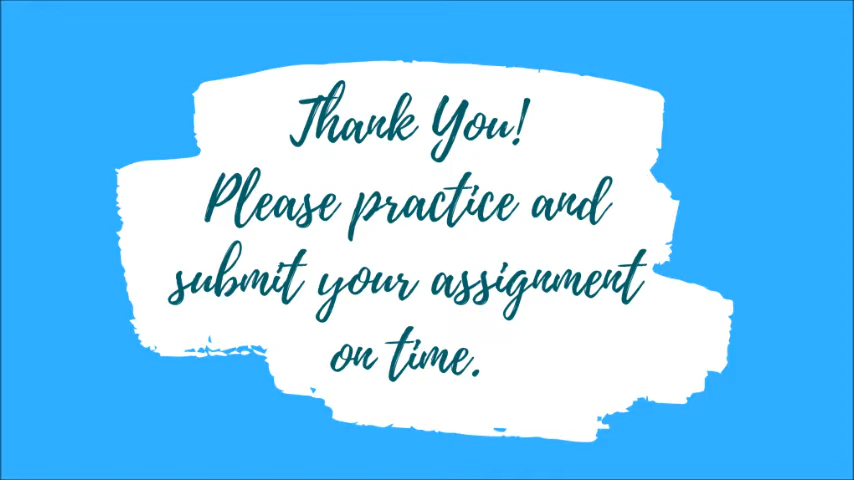 Thank You!
Please practice and
submit your assignment
on time.